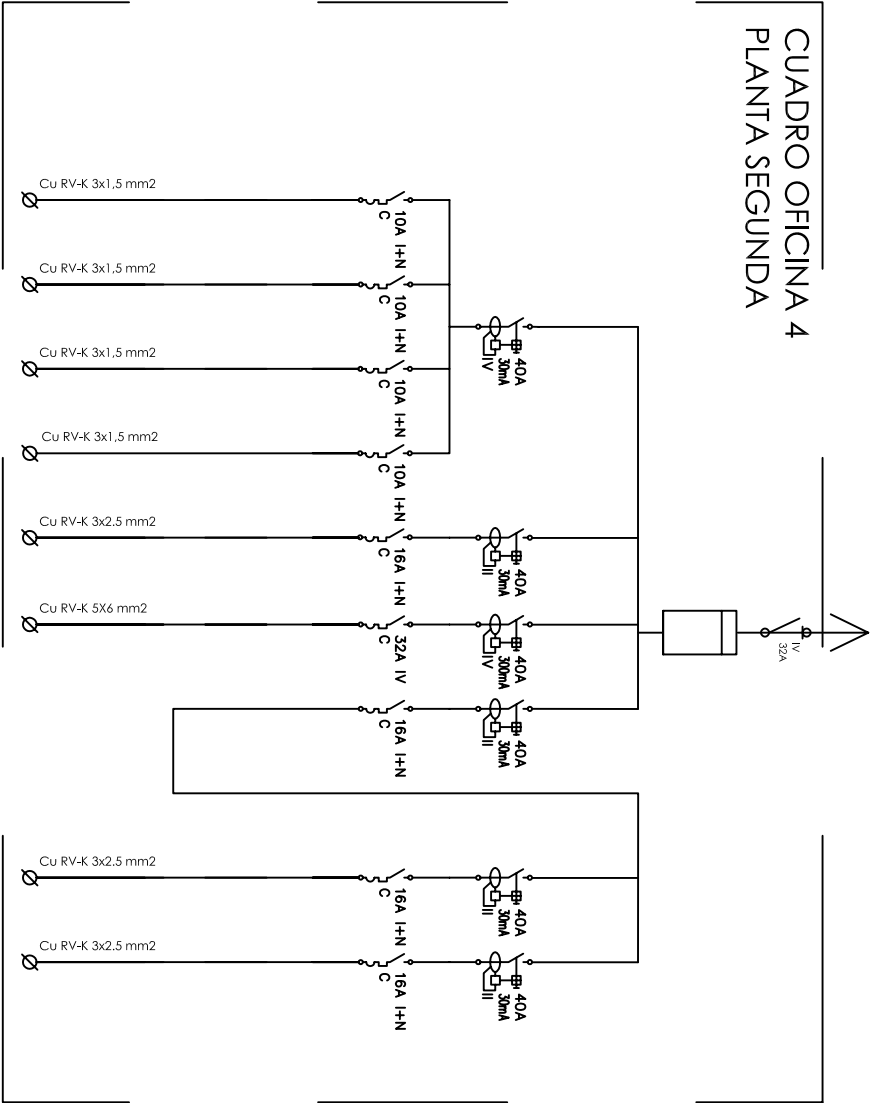 CUADRO OFICINA 4
PLANTA SEGUNDA
IV
32A
40A
30mA
IV
40A
30mA
II
40A
300mA
IV
40A
30mA
II
40A
30mA
II
40A
30mA
II
10A I+N
C
10A I+N
C
10A I+N
C
10A I+N
C
16A I+N
C
32A IV
C
16A I+N
C
16A I+N
C
16A I+N
C
Cu RV-K 3x1,5 mm2
Cu RV-K 3x1,5 mm2
Cu RV-K 3x1,5 mm2
Cu RV-K 3x1,5 mm2
Cu RV-K 3x2.5 mm2
Cu RV-K 5X6 mm2
Cu RV-K 3x2.5 mm2
Cu RV-K 3x2.5 mm2